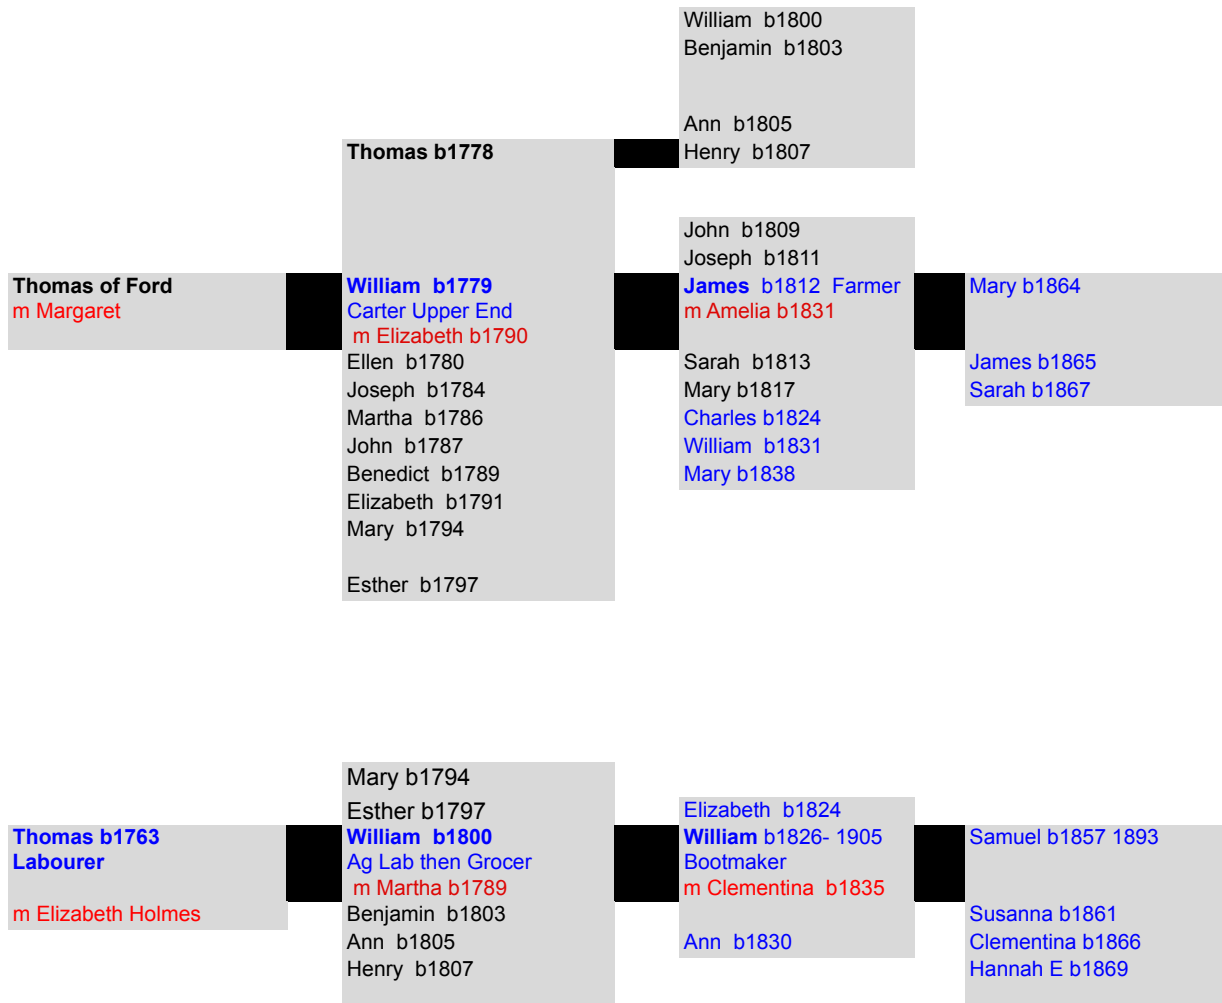 William b1800
Benjamin b1803
Ann b1805
Henry b1807
Thomas b1778
John b1809
Joseph b1811
Thomas of Ford
m Margaret
William b1779
Carter Upper End
m Elizabeth b1790
Ellen b1780
Joseph b1784
Martha b1786
John b1787
Benedict b1789
Elizabeth b1791
Mary b1794
Esther b1797
James b1812 Farmer
m Amelia b1831
Sarah b1813
Mary b1817
Charles b1824
William b1831
Mary b1838
Mary b1864
James b1865
Sarah b1867
Thomas b1763
Labourer
m Elizabeth Holmes
Mary b1794
Esther b1797
William b1800
Ag Lab then Grocer
m Martha b1789
Benjamin b1803
Ann b1805
Henry b1807
Elizabeth b1824
William b1826- 1905
Bootmaker
m Clementina b1835
Ann b1830
Samuel b1857 1893
Susanna b1861
Clementina b1866
Hannah E b1869